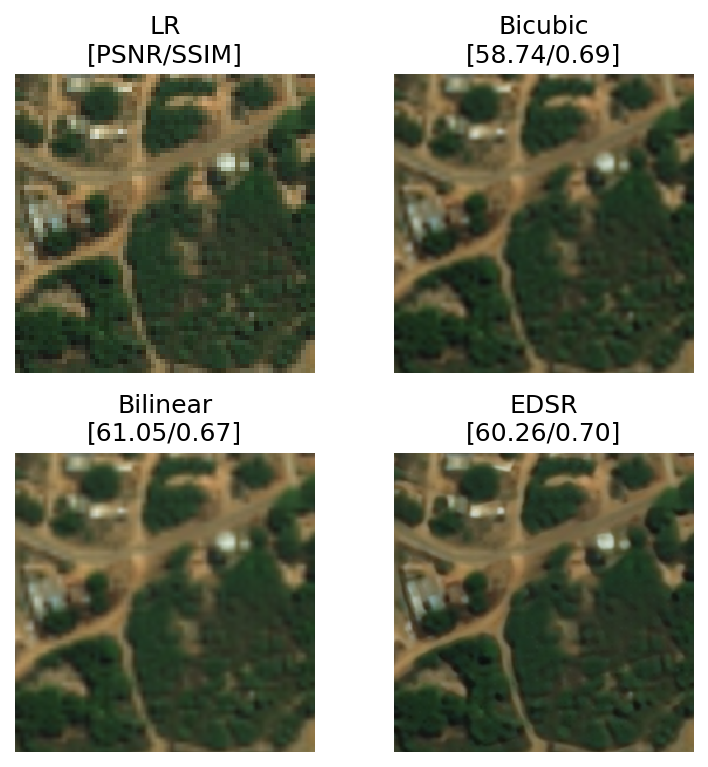 LR
[PSNR/SSIM]
Bicubic
[58.74/0.69]
Bilinear
[61.05/0.67]
EDSR
[60.26/0.70]